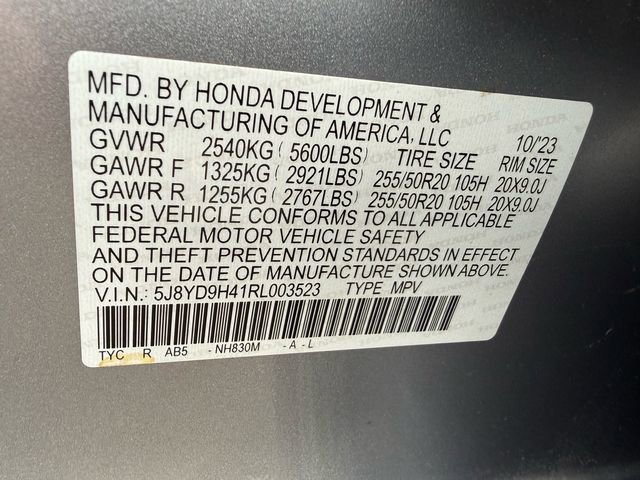 MFD. BY HONDA DEVELOPMENT &
MANUFACTURING OF AMERICA, LLC 10/'23
GVWR 2540KG ( 5600LBS) TIRE SIZE RIM SIZE
GAWR F 1325KG ( 2921LBS) 255/50R20 105H 20X9.0J
GAWR R 1255KG ( 2767LBS) 255/50R20 105H 20X9.0J
THIS VEHICLE CONFORMS TO ALL APPLICABLE
FEDERAL MOTOR VEHICLE SAFETY
AND THEFT PREVENTION STANDARDS IN EFFECT
ON THE DATE OF MANUFACTURE SHOWN ABOVE.
V.I.N.: 5J8YD9H41RL003523 TYPE MPV
TYC R AB5 - NH830M - A - L